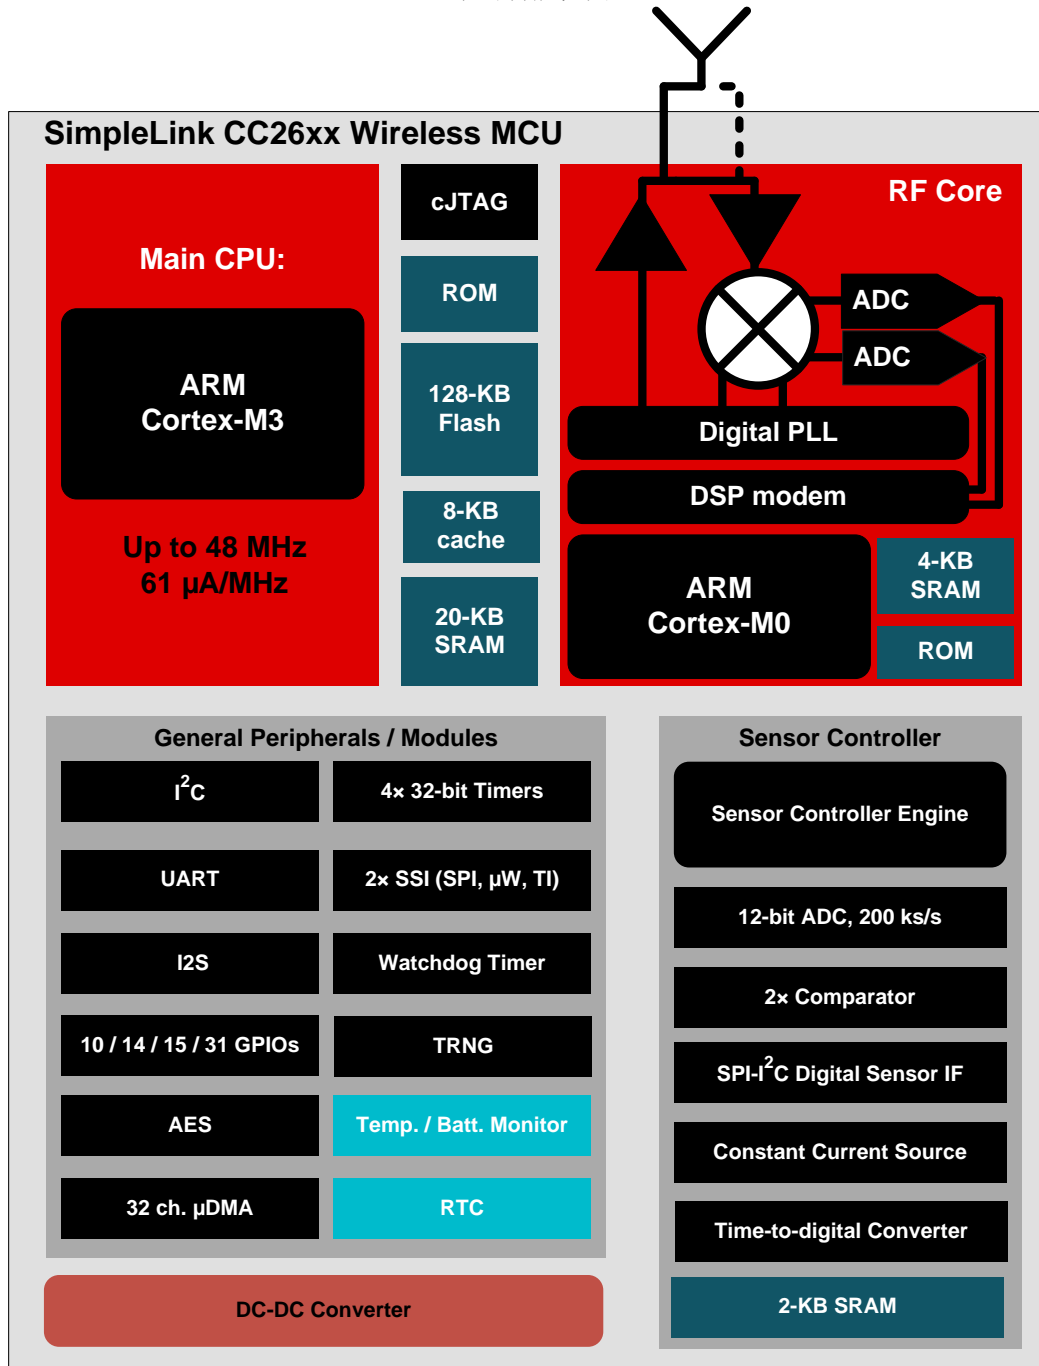 SimpleLink CC26xx Wireless MCU
Main CPU:
ARM
Cortex-M3
Up to 48 MHz
61 µA/MHz
cJTAG
ROM
128-KB
Flash
8-KB
cache
20-KB
SRAM
RF Core
ADC
ADC
Digital PLL
DSP modem
ARM
Cortex-M0
4-KB
SRAM
ROM
General Peripherals / Modules
I²C
4× 32-bit Timers
UART
2× SSI (SPI, µW, TI)
I2S
Watchdog Timer
10 / 14 / 15 / 31 GPIOs
TRNG
AES
Temp. / Batt. Monitor
32 ch. µDMA
RTC
DC-DC Converter
Sensor Controller
Sensor Controller Engine
12-bit ADC, 200 ks/s
2× Comparator
SPI-I²C Digital Sensor IF
Constant Current Source
Time-to-digital Converter
2-KB SRAM